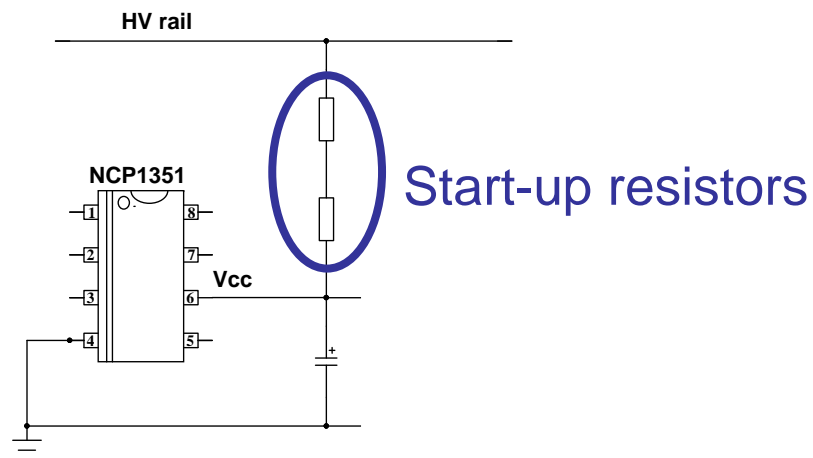 HV rail
NCP1351
Start-up resistors
1 8
2 7
Vcc
3 6
4 5
+